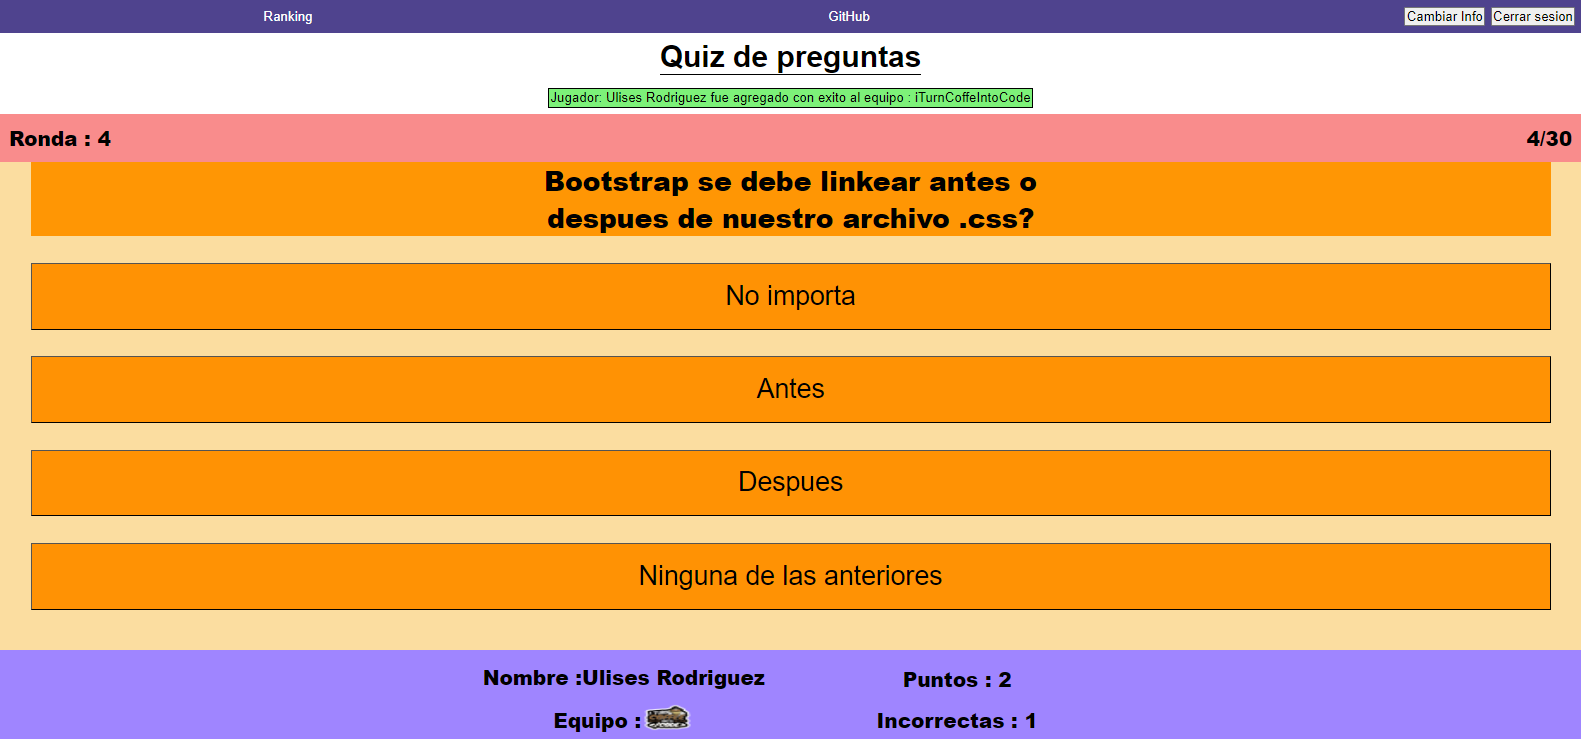 Ranking GitHub Cambiar Info Cerrar sesion
Quiz de preguntas
Jugador: Ulises Rodriguez fue agregado con exito al equipo : iTurnCoffeIntoCode
Ronda : 4 4/30
Bootstrap se debe linkear antes o
despues de nuestro archivo .css?
No importa
Antes
Despues
Ninguna de las anteriores
Nombre :Ulises Rodriguez Puntos : 2
Equipo : Incorrectas : 1